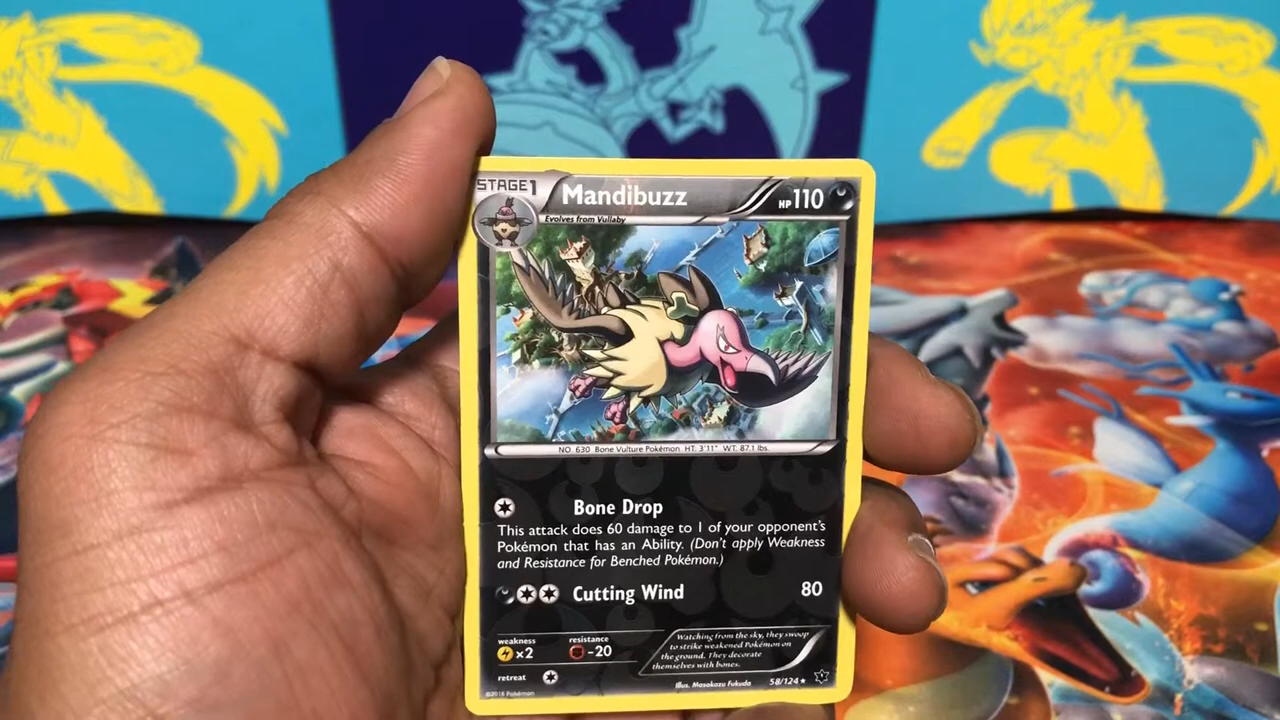 STAGE1 Mandibuzz HP110
Evolves from Vullaby
NO. 630 Bone Vulture Pokémon HT: 3'11" WT: 87.1 lbs.
Bone Drop
This attack does 60 damage to 1 of your opponent's
Pokémon that has an Ability. (Don't apply Weakness
and Resistance for Benched Pokémon.)
Cutting Wind 80
weakness resistance
×2 -20
retreat
Watching from the sky, they swoop
to strike weakened Pokémon on
the ground. They decorate
themselves with bones.
Illus. Masakazu Fukuda 58/124★
©2016 Pokémon